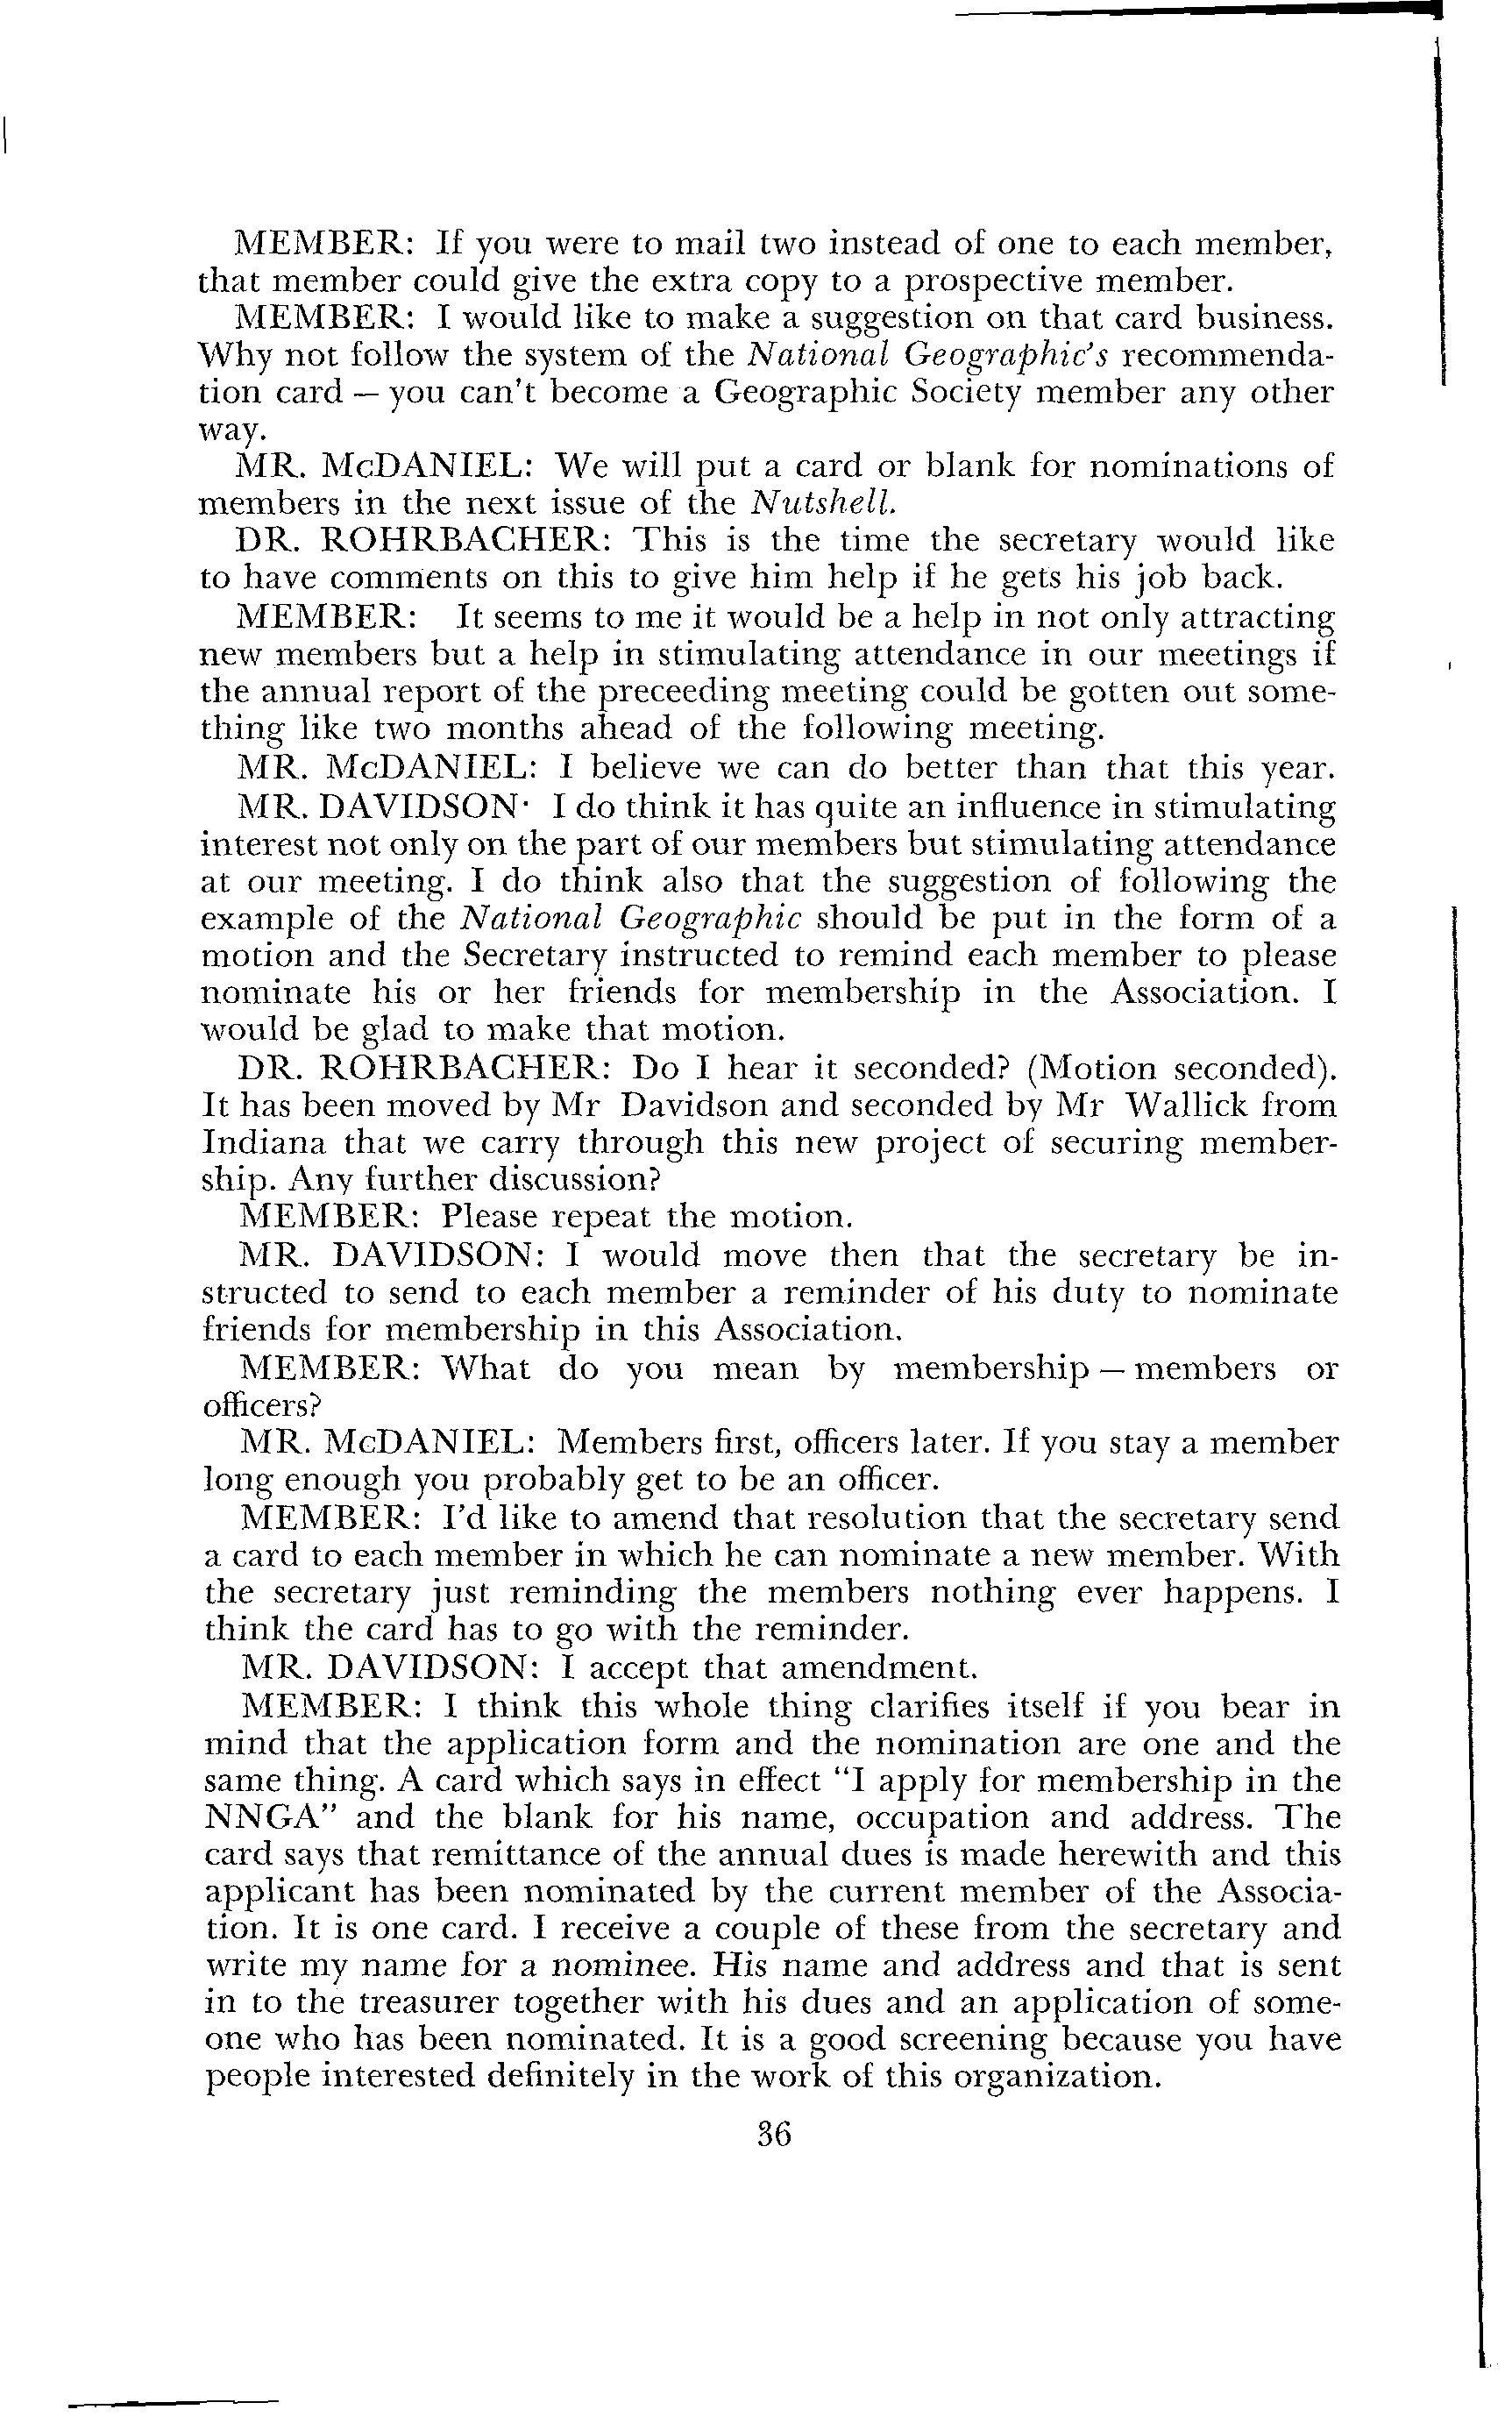 MEMBER: If you were to mail two instead of one to each member,
that member could give the extra copy to a prospective member.
MEMBER: I would like to make a suggestion on that card business.
Why not follow the system of the National Geographic's recommenda-
tion card — you can't become a Geographic Society member any other
way.
MR. McDANIEL: We will put a card or blank for nominations of
members in the next issue of the Nutshell.
DR. ROHRBACHER: This is the time the secretary would like
to have comments on this to give him help if he gets his job back.
MEMBER: It seems to me it would be a help in not only attracting
new members but a help in stimulating attendance in our meetings if
the annual report of the preceeding meeting could be gotten out some-
thing like two months ahead of the following meeting.
MR. McDANIEL: I believe we can do better than that this year.
MR. DAVIDSON· I do think it has quite an influence in stimulating
interest not only on the part of our members but stimulating attendance
at our meeting. I do think also that the suggestion of following the
example of the National Geographic should be put in the form of a
motion and the Secretary instructed to remind each member to please
nominate his or her friends for membership in the Association. I
would be glad to make that motion.
DR. ROHRBACHER: Do I hear it seconded? (Motion seconded).
It has been moved by Mr Davidson and seconded by Mr Wallick from
Indiana that we carry through this new project of securing member-
ship. Any further discussion?
MEMBER: Please repeat the motion.
MR. DAVIDSON: I would move then that the secretary be in-
structed to send to each member a reminder of his duty to nominate
friends for membership in this Association.
MEMBER: What do you mean by membership — members or
officers?
MR. McDANIEL: Members first, officers later. If you stay a member
long enough you probably get to be an officer.
MEMBER: I'd like to amend that resolution that the secretary send
a card to each member in which he can nominate a new member. With
the secretary just reminding the members nothing ever happens. I
think the card has to go with the reminder.
MR. DAVIDSON: I accept that amendment.
MEMBER: I think this whole thing clarifies itself if you bear in
mind that the application form and the nomination are one and the
same thing. A card which says in effect "I apply for membership in the
NNGA" and the blank for his name, occupation and address. The
card says that remittance of the annual dues is made herewith and this
applicant has been nominated by the current member of the Associa-
tion. It is one card. I receive a couple of these from the secretary and
write my name for a nominee. His name and address and that is sent
in to the treasurer together with his dues and an application of some-
one who has been nominated. It is a good screening because you have
people interested definitely in the work of this organization.
36